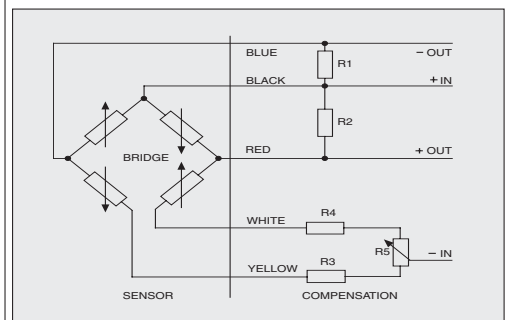 BLUE
− OUT
R1
BLACK
+ IN
R2
BRIDGE
RED
+ OUT
WHITE
R4
R5
− IN
YELLOW
R3
SENSOR
COMPENSATION